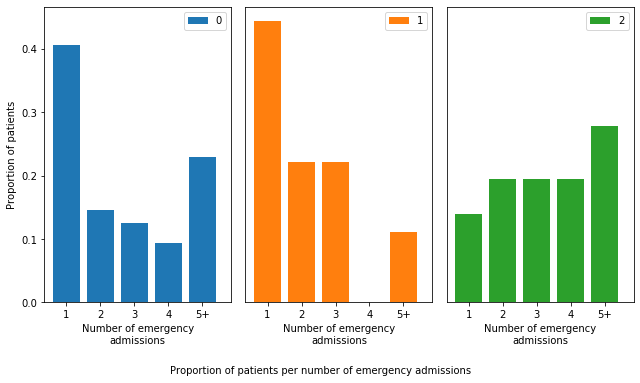 0
1
2
Proportion of patients
0.4
0.3
0.2
0.1
0.0
1 2 3 4 5+
1 2 3 4 5+
1 2 3 4 5+
Number of emergency
admissions
Number of emergency
admissions
Number of emergency
admissions
Proportion of patients per number of emergency admissions